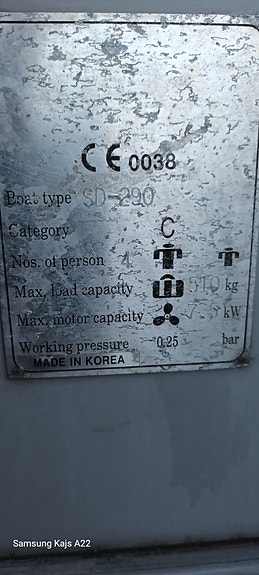 CE 0038
Boat type SD-290
Category C
Nos. of person 4
Max. load capacity 510 kg
Max. motor capacity kW
Working pressure 0.25 bar
MADE IN KOREA
Samsung Kajs A22